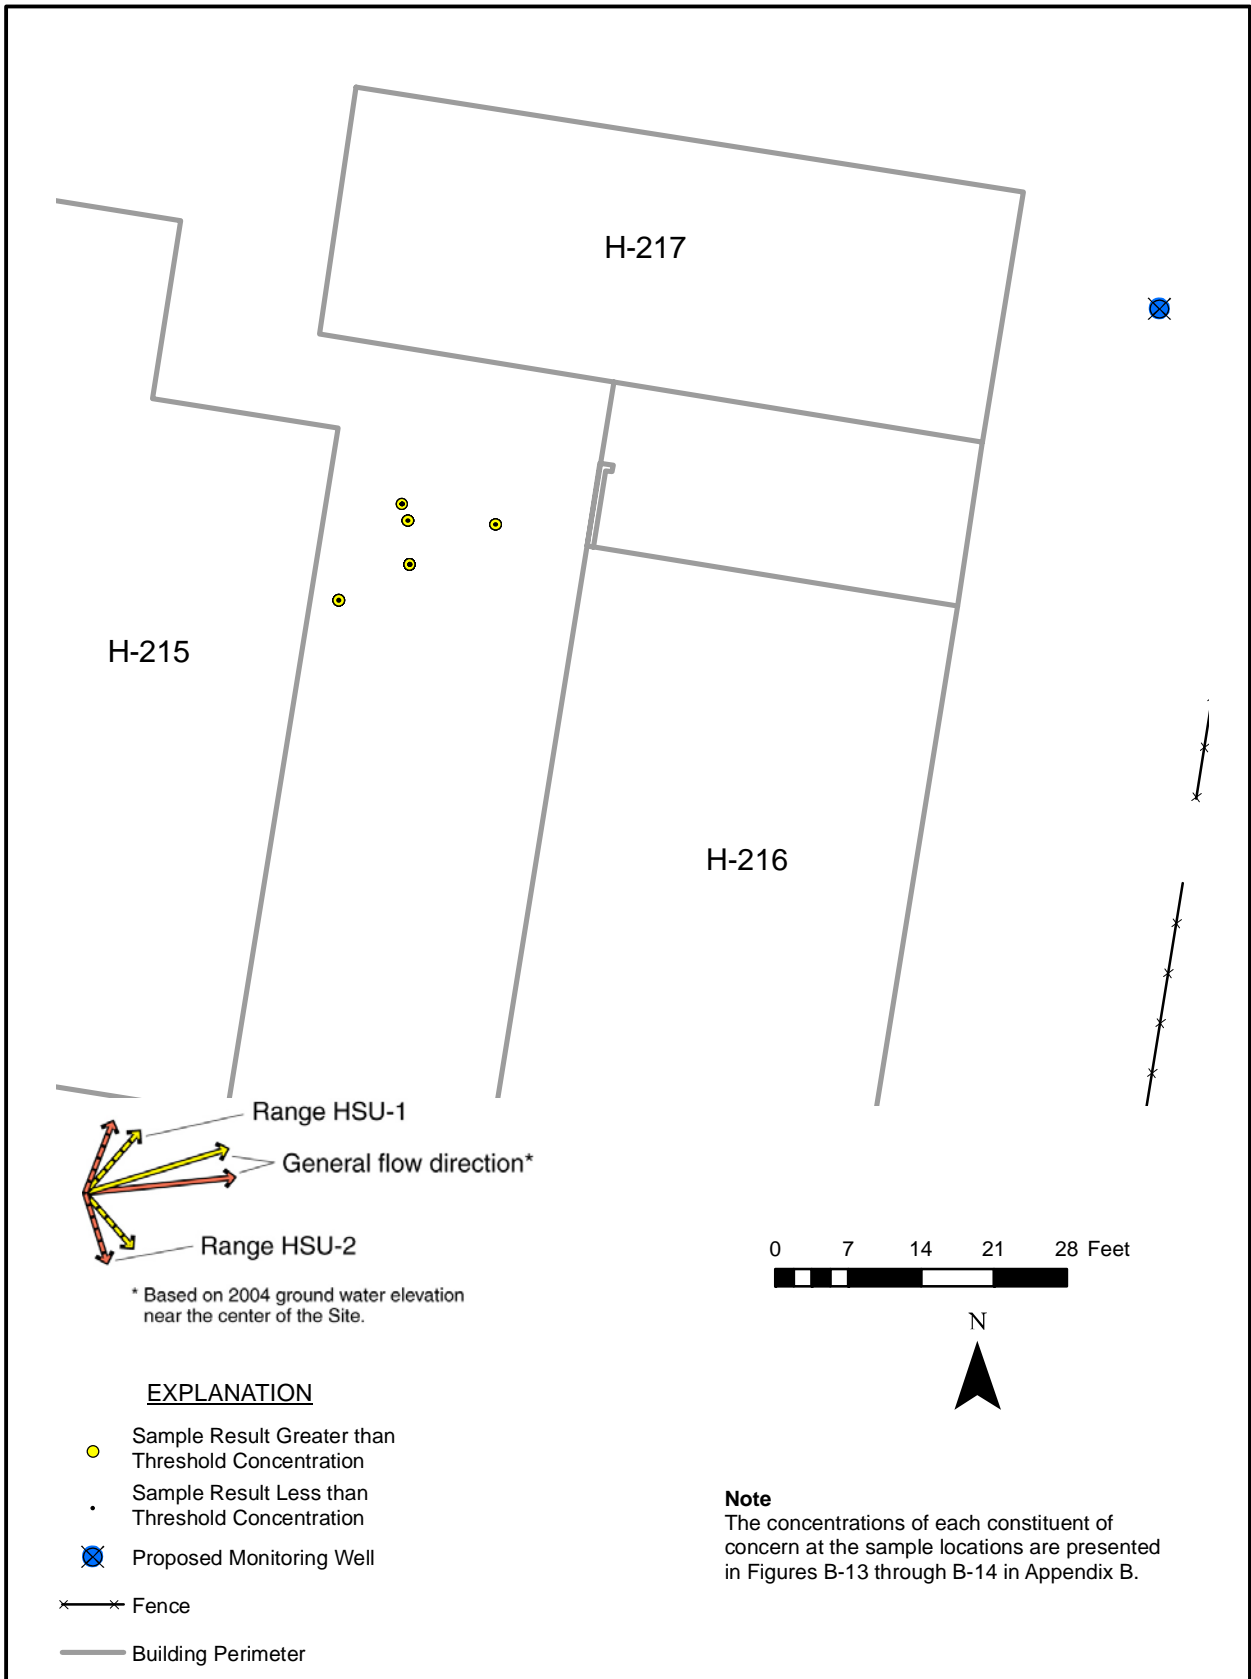 H-217
H-215
H-216
Range HSU-1
General flow direction*
Range HSU-2
* Based on 2004 ground water elevation
near the center of the Site.
0 7 14 21 28 Feet
N
EXPLANATION
Sample Result Greater than
Threshold Concentration
Sample Result Less than
Threshold Concentration
Proposed Monitoring Well
Fence
Building Perimeter
Note
The concentrations of each constituent of
concern at the sample locations are presented
in Figures B-13 through B-14 in Appendix B.